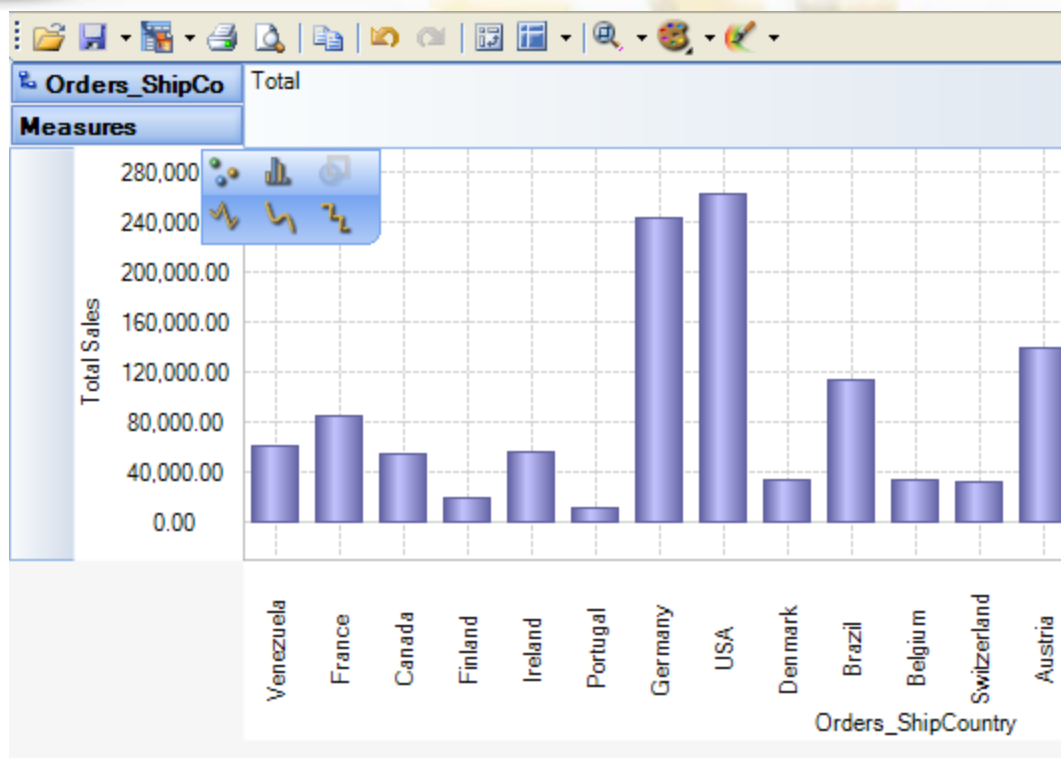 Orders_ShipCo
Total
Measures
280,000
240,000
200,000.00
160,000.00
120,000.00
80,000.00
40,000.00
0.00
Total Sales
Venezuela
France
Canada
Finland
Ireland
Portugal
Germany
USA
Denmark
Brazil
Belgium
Switzerland
Austria
Orders_ShipCountry